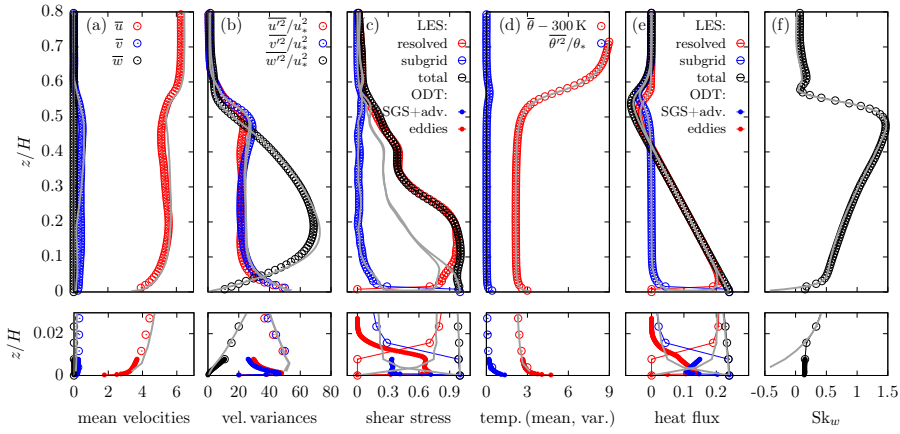 0.8 (a) u̅ (b) u̅'̅²̅/u²* (c) LES: (d) θ̅ − 300 K (e) LES: (f)
v̅ v̅'̅²̅/u²* resolved θ̅'̅²̅/θ* resolved
0.7 w̅ w̅'̅²̅/u²* subgrid subgrid
total total
0.6 ODT: ODT:
SGS+adv. SGS+adv.
0.5 eddies eddies
z/H
0.4
0.3
0.2
0.1
0
z/H
0.02
0
0 2 4 6 0 20 40 60 80 0 0.3 0.6 0.9 0 3 6 9 0 0.1 0.2 −0.5 0 0.5 1 1.5
mean velocities vel. variances shear stress temp. (mean, var.) heat flux Skw